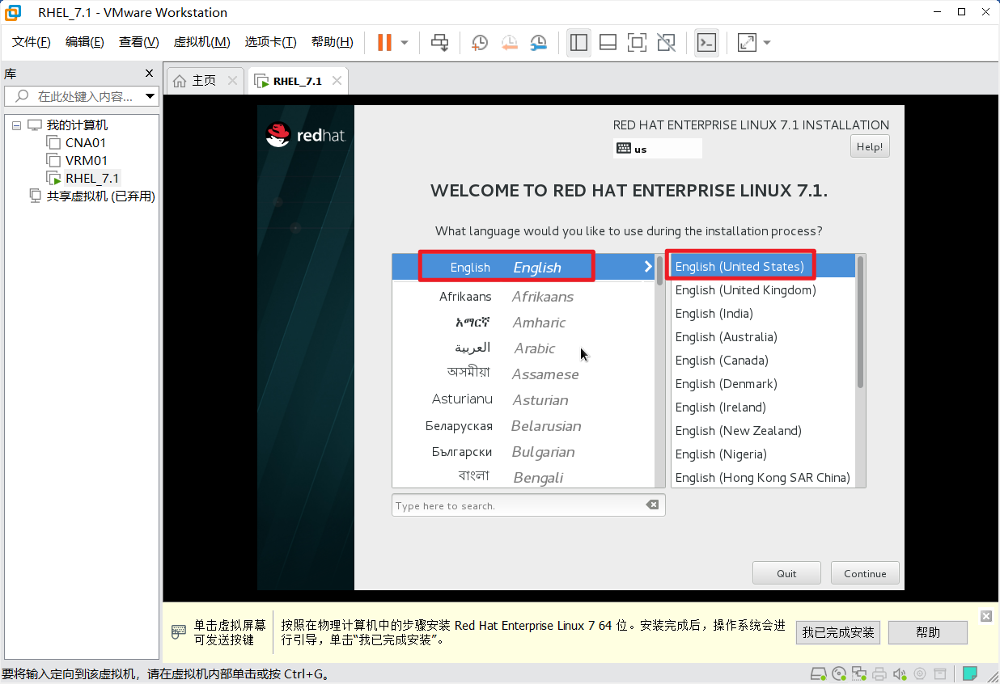 RHEL_7.1 - VMware Workstation
文件(F) 编辑(E) 查看(V) 虚拟机(M) 选项卡(T) 帮助(H)
库
在此处键入内容...
我的计算机
CNA01
VRM01
RHEL_7.1
共享虚拟机 (已弃用)
主页
RHEL_7.1
redhat.
RED HAT ENTERPRISE LINUX 7.1 INSTALLATION
us
Help!
WELCOME TO RED HAT ENTERPRISE LINUX 7.1.
What language would you like to use during the installation process?
English English
Afrikaans Afrikaans
አማርኛ Amharic
العربية Arabic
অসমীয়া Assamese
Asturianu Asturian
Беларуская Belarusian
Български Bulgarian
বাংলা Bengali
English (United States)
English (United Kingdom)
English (India)
English (Australia)
English (Canada)
English (Denmark)
English (Ireland)
English (New Zealand)
English (Nigeria)
English (Hong Kong SAR China)
Type here to search.
Quit
Continue
单击虚拟屏幕
可发送按键
按照在物理计算机中的步骤安装 Red Hat Enterprise Linux 7 64 位。安装完成后，操作系统会进
行引导，单击“我已完成安装”。
我已完成安装
帮助
要将输入定向到该虚拟机，请在虚拟机内部单击或按 Ctrl+G。